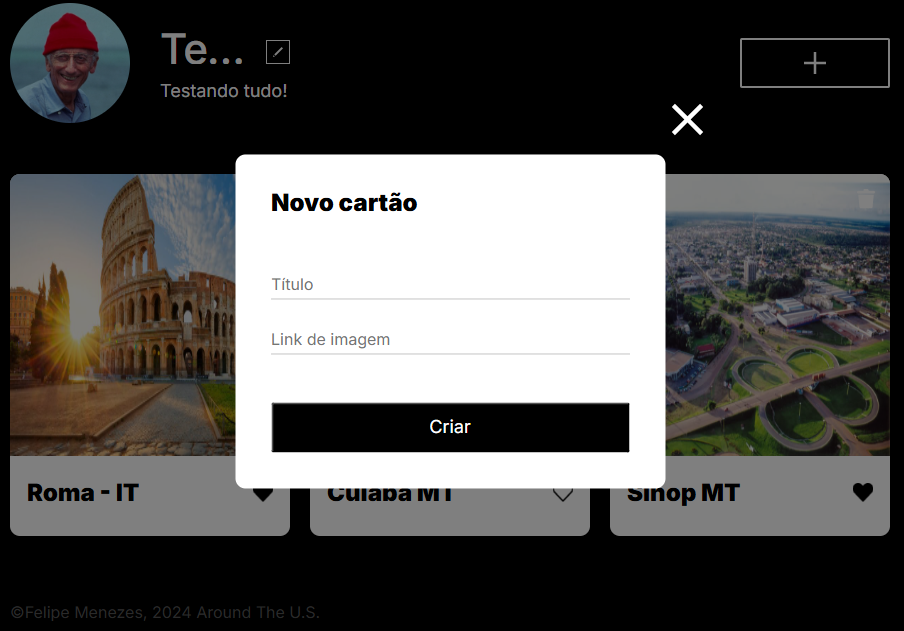 Te...
Testando tudo!
Novo cartão
Título
Link de imagem
Criar
Roma - IT
Cuiabá MT
Sinop MT
©Felipe Menezes, 2024 Around The U.S.